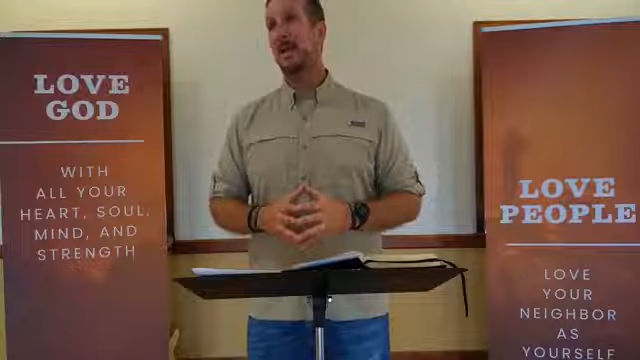 LOVE
GOD
WITH
ALL YOUR
HEART, SOUL,
MIND, AND
STRENGTH
LOVE
PEOPLE
LOVE
YOUR
NEIGHBOR
AS
YOURSELF